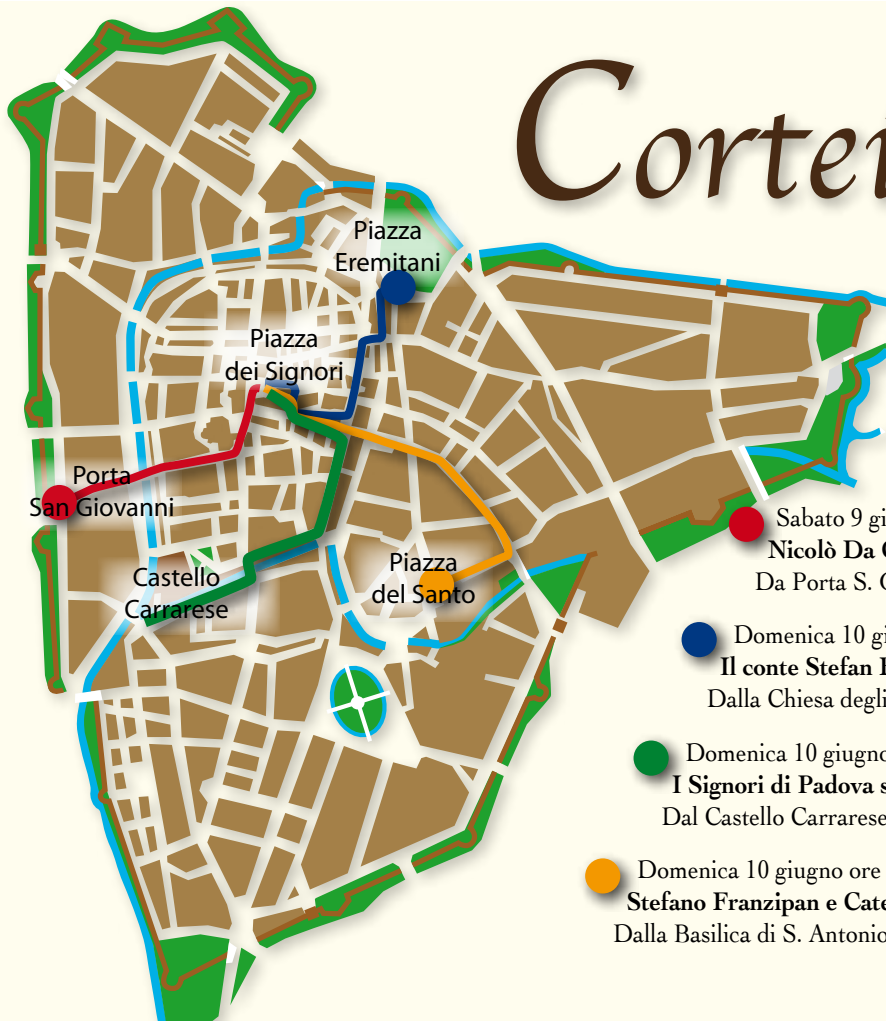 Cortei
Piazza
Eremitani
Piazza
dei Signori
Porta
San Giovanni
Castello
Carrarese
Piazza
del Santo
Sabato 9 gi
Nicolò Da
Da Porta S.
Domenica 10 gi
Il conte Stefan
Dalla Chiesa degli
Domenica 10 giugno
I Signori di Padova s
Dal Castello Carrarese
Domenica 10 giugno ore
Stefano Franzipan e Cate
Dalla Basilica di S. Antonio